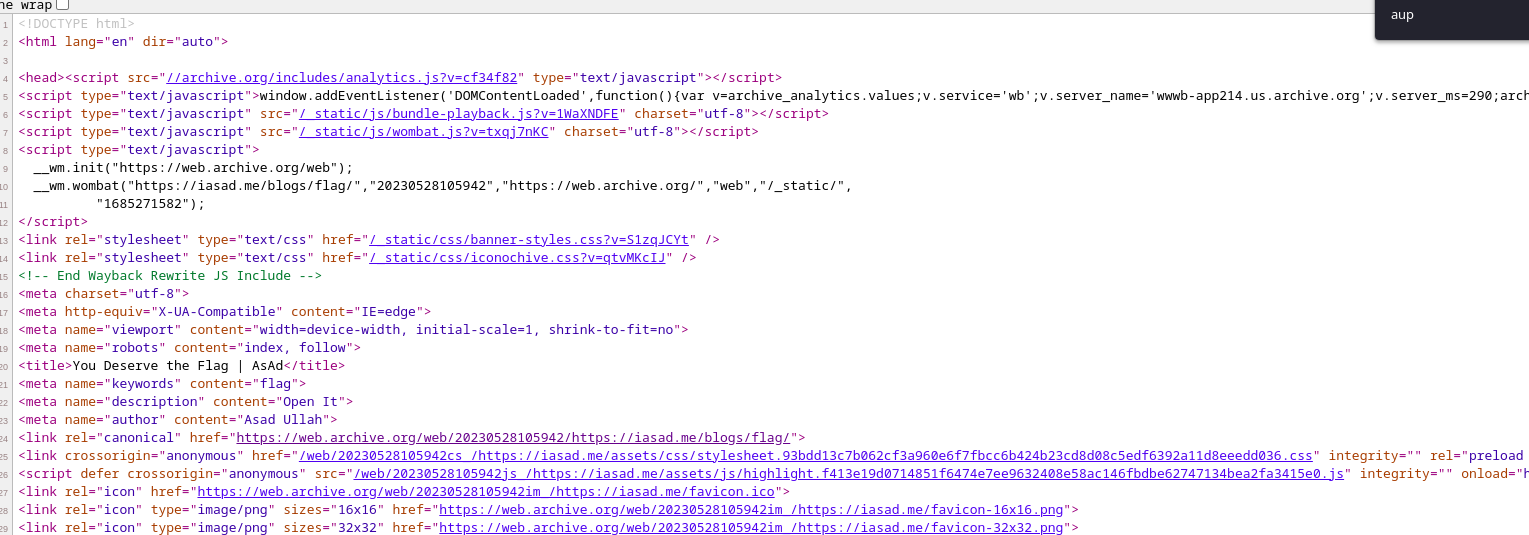 ne wrap
aup
1 <!DOCTYPE html>
2 <html lang="en" dir="auto">
3
4 <head><script src="//archive.org/includes/analytics.js?v=cf34f82" type="text/javascript"></script>
5 <script type="text/javascript">window.addEventListener('DOMContentLoaded',function(){var v=archive_analytics.values;v.service='wb';v.server_name='wwwb-app214.us.archive.org';v.server_ms=290;arch
6 <script type="text/javascript" src="/_static/js/bundle-playback.js?v=1WaXNDFE" charset="utf-8"></script>
7 <script type="text/javascript" src="/_static/js/wombat.js?v=txqj7nKC" charset="utf-8"></script>
8 <script type="text/javascript">
9   __wm.init("https://web.archive.org/web");
10   __wm.wombat("https://iasad.me/blogs/flag/","20230528105942","https://web.archive.org/","web","/_static/",
11           "1685271582");
12 </script>
13 <link rel="stylesheet" type="text/css" href="/_static/css/banner-styles.css?v=S1zqJCYt" />
14 <link rel="stylesheet" type="text/css" href="/_static/css/iconochive.css?v=qtvMKcIJ" />
15 <!-- End Wayback Rewrite JS Include -->
16 <meta charset="utf-8">
17 <meta http-equiv="X-UA-Compatible" content="IE=edge">
18 <meta name="viewport" content="width=device-width, initial-scale=1, shrink-to-fit=no">
19 <meta name="robots" content="index, follow">
20 <title>You Deserve the Flag | AsAd</title>
21 <meta name="keywords" content="flag">
22 <meta name="description" content="Open It">
23 <meta name="author" content="Asad Ullah">
24 <link rel="canonical" href="https://web.archive.org/web/20230528105942/https://iasad.me/blogs/flag/">
25 <link crossorigin="anonymous" href="/web/20230528105942cs_/https://iasad.me/assets/css/stylesheet.93bdd13c7b062cf3a960e6f7fbcc6b424b23cd8d08c5edf6392a11d8eeedd036.css" integrity="" rel="preload
26 <script defer crossorigin="anonymous" src="/web/20230528105942js_/https://iasad.me/assets/js/highlight.f413e19d0714851f6474e7ee9632408e58ac146fbdbe62747134bea2fa3415e0.js" integrity="" onload="h
27 <link rel="icon" href="https://web.archive.org/web/20230528105942im_/https://iasad.me/favicon.ico">
28 <link rel="icon" type="image/png" sizes="16x16" href="https://web.archive.org/web/20230528105942im_/https://iasad.me/favicon-16x16.png">
29 <link rel="icon" type="image/png" sizes="32x32" href="https://web.archive.org/web/20230528105942im_/https://iasad.me/favicon-32x32.png">